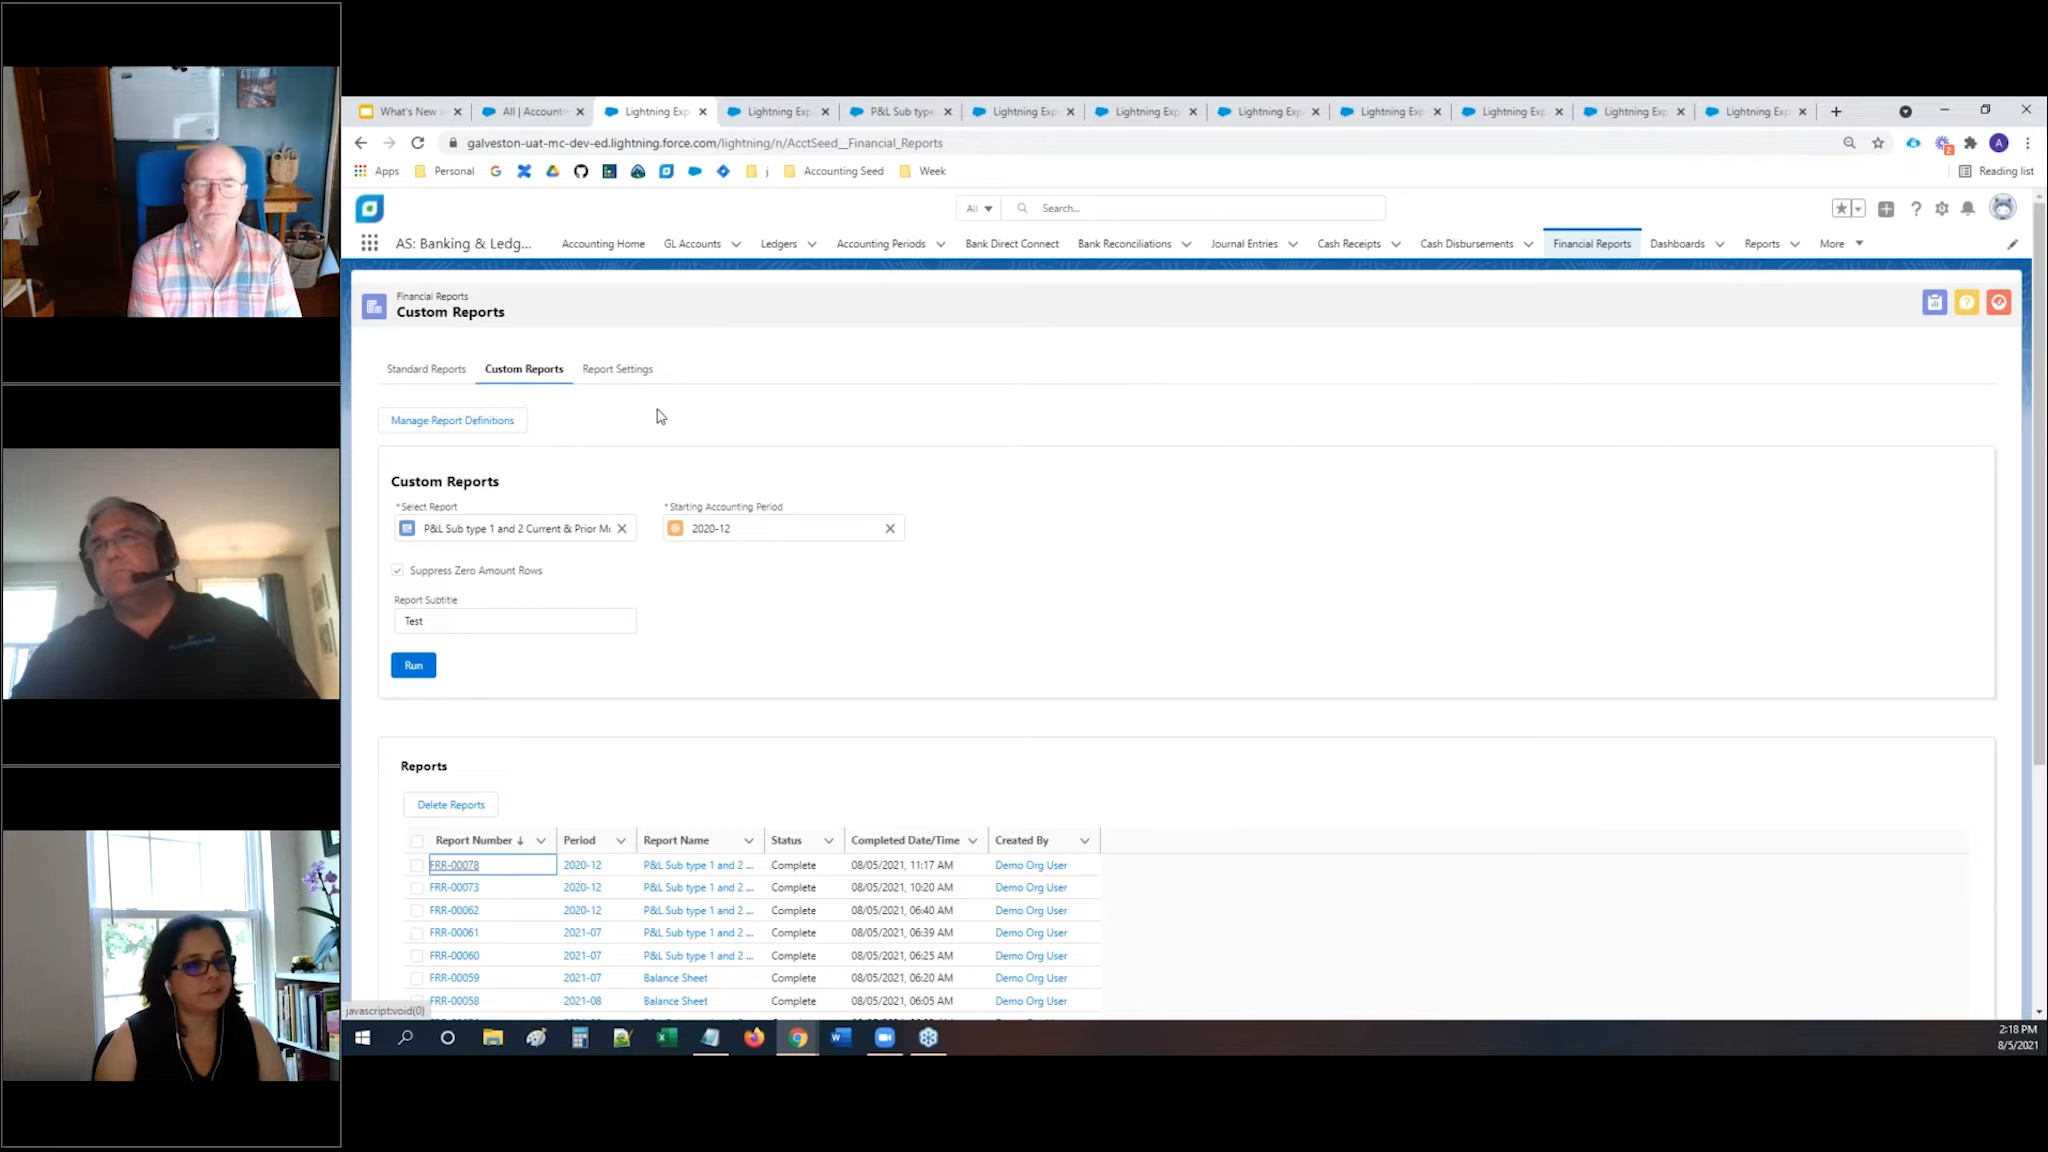 What's New
All | Account
Lightning Exp
Lightning Exp
P&L Sub type
Lightning Exp
Lightning Exp
Lightning Exp
Lightning Exp
Lightning Exp
Lightning Exp
Lightning Exp
galveston-uat-mc-dev-ed.lightning.force.com/lightning/n/AcctSeed__Financial_Reports
A
Apps
Personal
j
Accounting Seed
Week
Reading list
All
Search...
AS: Banking & Ledg...
Accounting Home
GL Accounts
Ledgers
Accounting Periods
Bank Direct Connect
Bank Reconciliations
Journal Entries
Cash Receipts
Cash Disbursements
Financial Reports
Dashboards
Reports
More
Financial Reports
Custom Reports
Standard Reports
Custom Reports
Report Settings
Manage Report Definitions
Custom Reports
*Select Report
*Starting Accounting Period
P&L Sub type 1 and 2 Current & Prior Mo
2020-12
Suppress Zero Amount Rows
Report Subtitle
Test
Run
Reports
Delete Reports
Report Number Period Report Name Status Completed Date/Time Created By
FRR-00078 2020-12 P&L Sub type 1 and 2 ... Complete 08/05/2021, 11:17 AM Demo Org User
FRR-00073 2020-12 P&L Sub type 1 and 2 ... Complete 08/05/2021, 10:20 AM Demo Org User
FRR-00062 2020-12 P&L Sub type 1 and 2 ... Complete 08/05/2021, 06:40 AM Demo Org User
FRR-00061 2021-07 P&L Sub type 1 and 2 ... Complete 08/05/2021, 06:39 AM Demo Org User
FRR-00060 2021-07 P&L Sub type 1 and 2 ... Complete 08/05/2021, 06:25 AM Demo Org User
FRR-00059 2021-07 Balance Sheet Complete 08/05/2021, 06:20 AM Demo Org User
FRR-00058 2021-08 Balance Sheet Complete 08/05/2021, 06:05 AM Demo Org User
javascript:void(0)
2:18 PM
8/5/2021